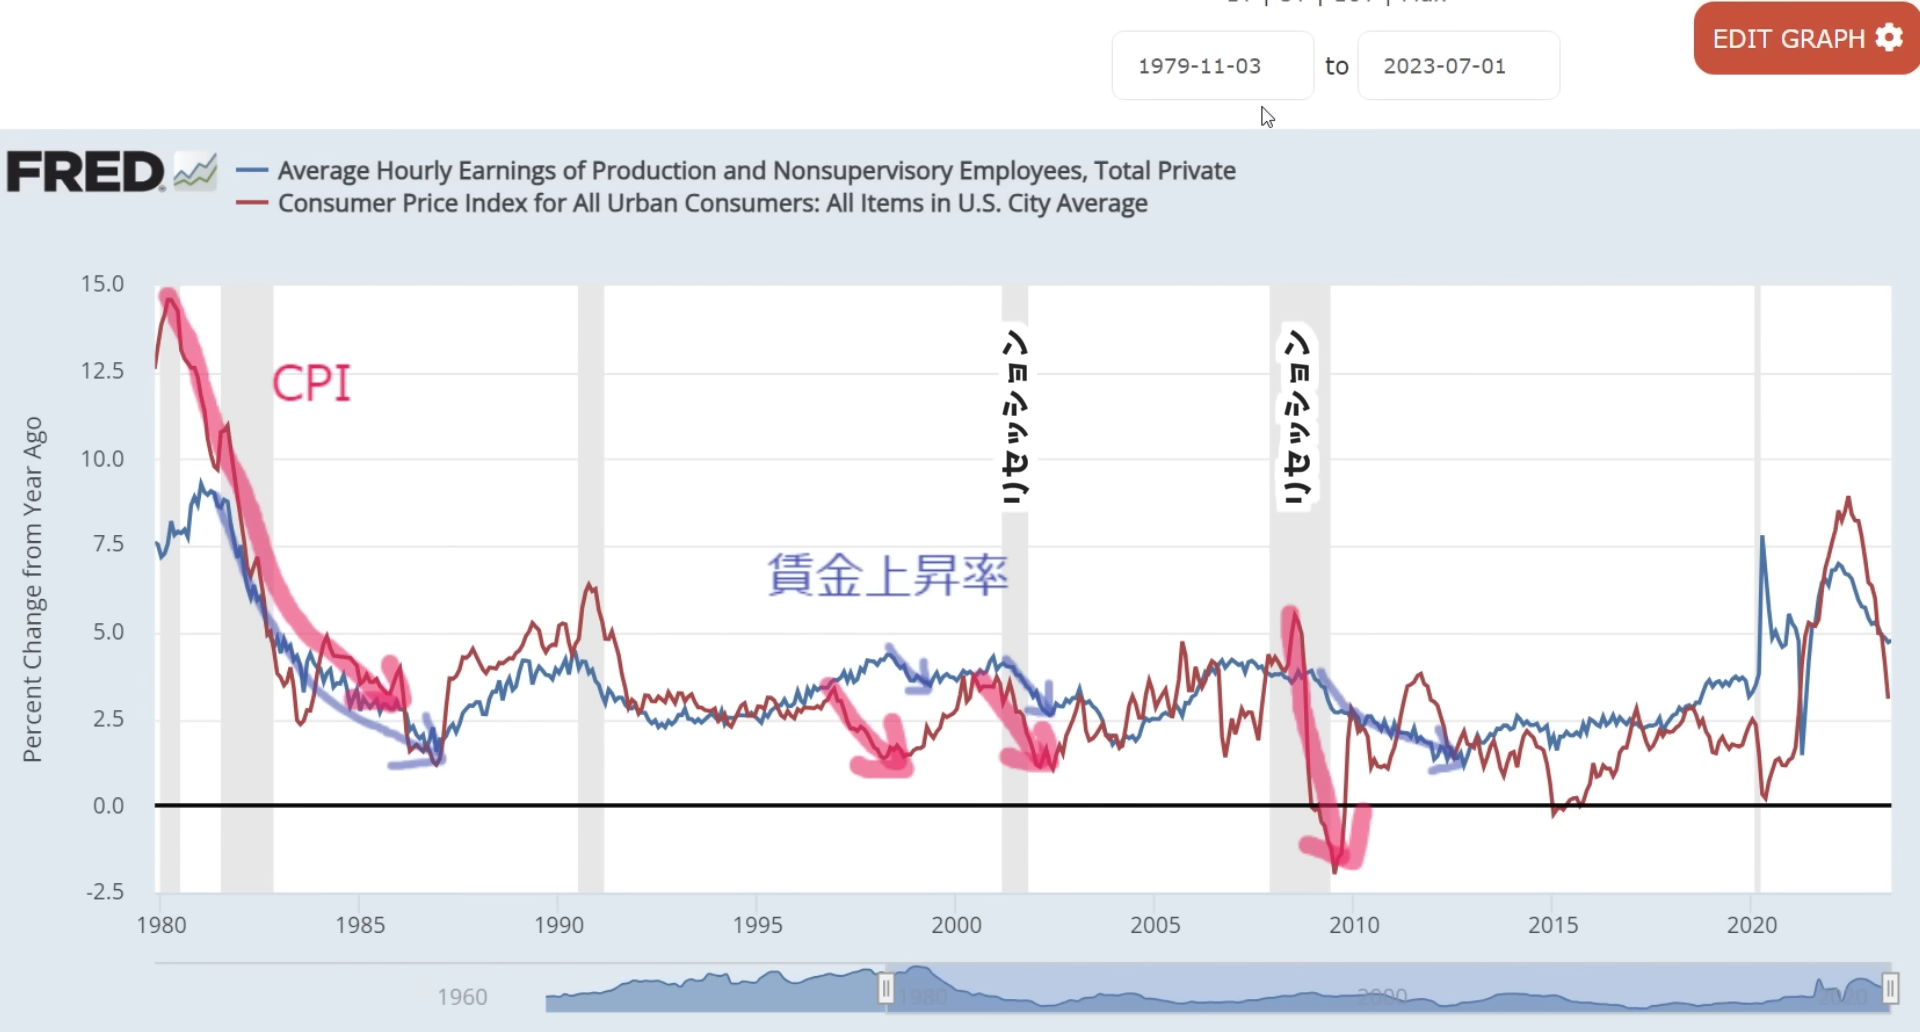 1979-11-03 to 2023-07-01
EDIT GRAPH
FRED
Average Hourly Earnings of Production and Nonsupervisory Employees, Total Private
Consumer Price Index for All Urban Consumers: All Items in U.S. City Average
Percent Change from Year Ago
15.0
12.5
10.0
7.5
5.0
2.5
0.0
-2.5
CPI
賃金上昇率
リセッション
リセッション
1980 1985 1990 1995 2000 2005 2010 2015 2020
1960 1980 2000 2020